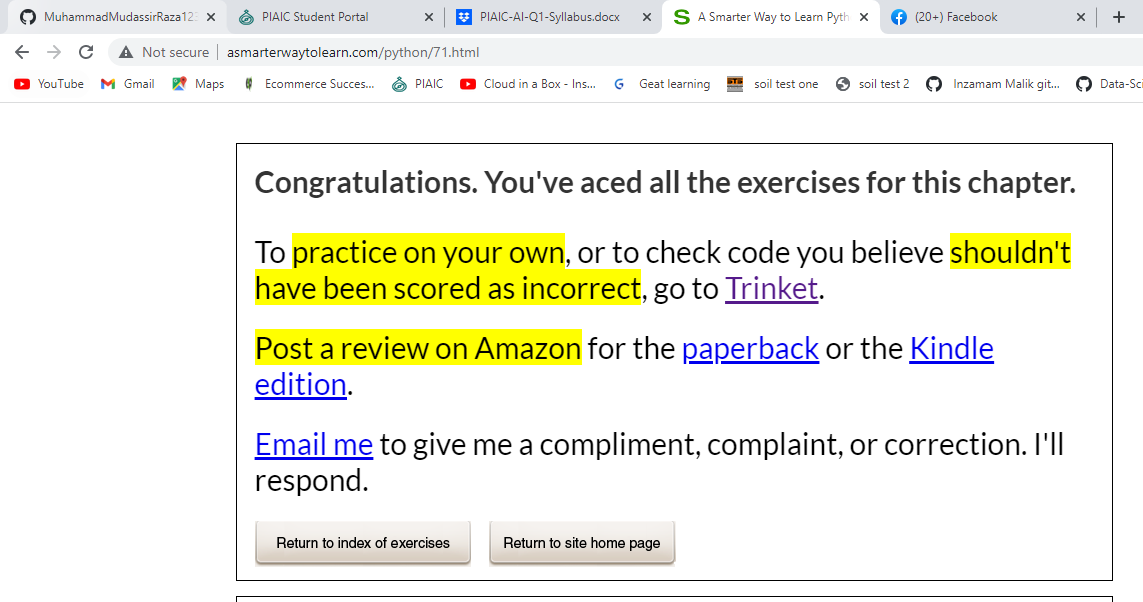 MuhammadMudassirRaza12
PIAIC Student Portal
PIAIC-AI-Q1-Syllabus.docx
A Smarter Way to Learn Pyth
(20+) Facebook
Not secure
asmarterwaytolearn.com/python/71.html
YouTube
Gmail
Maps
Ecommerce Succes...
PIAIC
Cloud in a Box - Ins...
Geat learning
soil test one
soil test 2
Inzamam Malik git...
Data-Sci
Congratulations. You've aced all the exercises for this chapter.
To practice on your own, or to check code you believe shouldn't
have been scored as incorrect, go to Trinket.
Post a review on Amazon for the paperback or the Kindle
edition.
Email me to give me a compliment, complaint, or correction. I'll
respond.
Return to index of exercises
Return to site home page